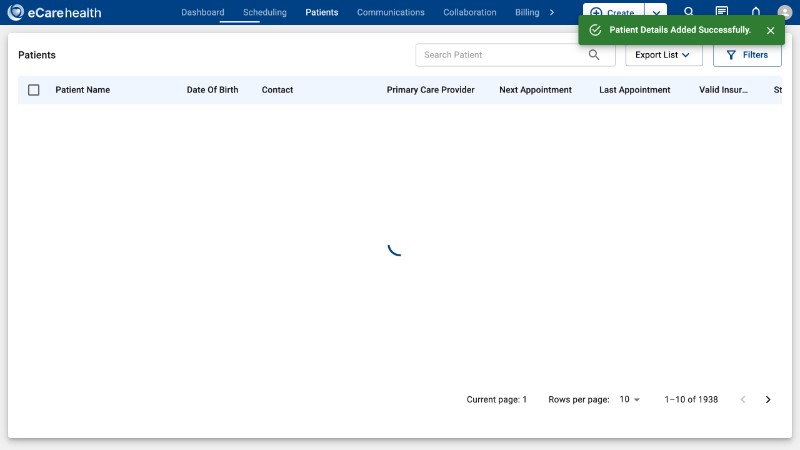 eCarehealth
Dashboard Scheduling Patients Communications Collaboration Billing
Create
Patient Details Added Successfully.
Patients
Search Patient
Export List
Filters
Patient Name Date Of Birth Contact Primary Care Provider Next Appointment Last Appointment Valid Insur... St
Current page: 1 Rows per page: 10 1–10 of 1938